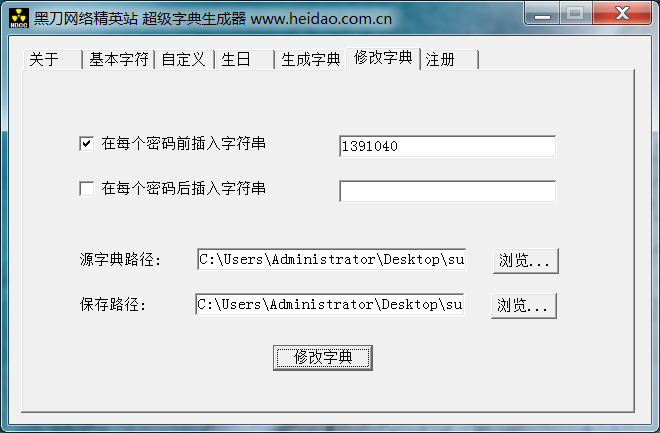 黑刀网络精英站 超级字典生成器 www.heidao.com.cn
关于 基本字符 自定义 生日 生成字典 修改字典 注册
在每个密码前插入字符串 1391040
在每个密码后插入字符串
源字典路径： C:\Users\Administrator\Desktop\su 浏览...
保存路径： C:\Users\Administrator\Desktop\su 浏览...
修改字典